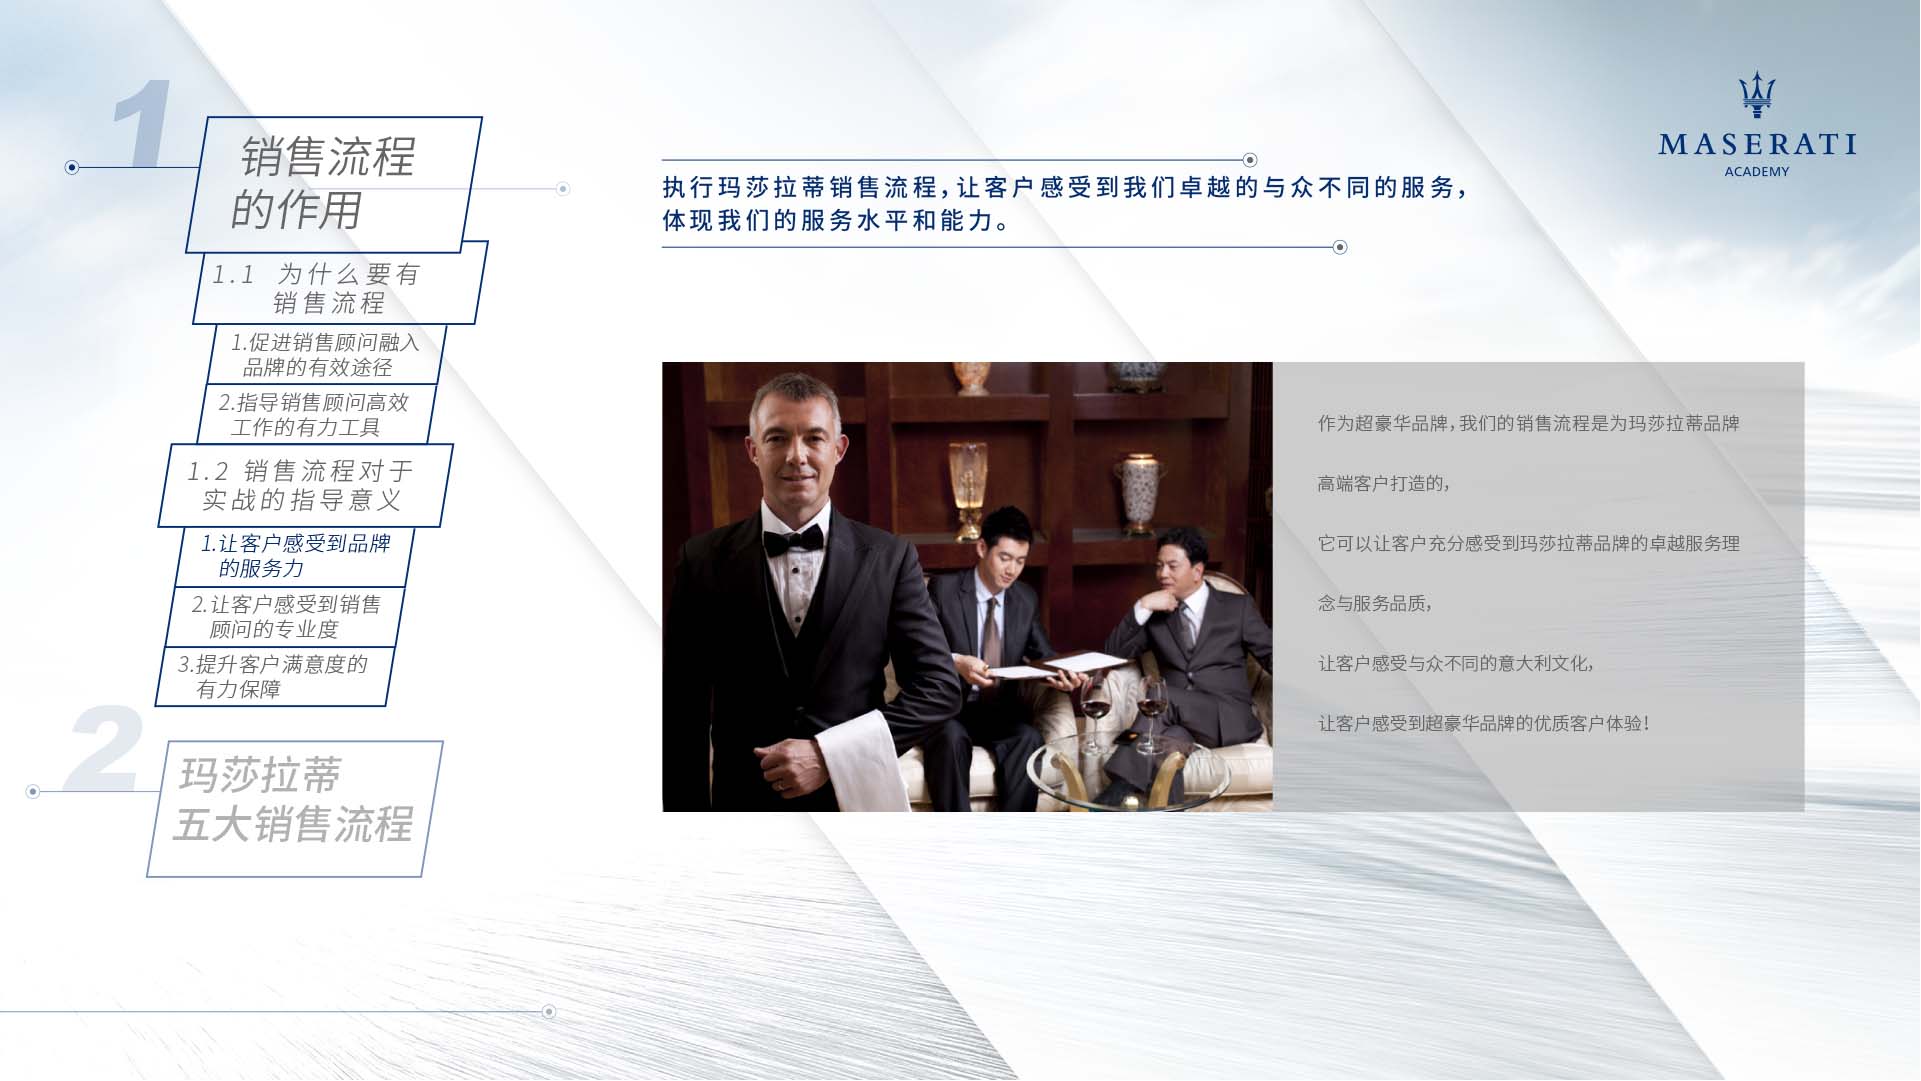 1
销售流程
的作用
1.1 为什么要有
销售流程
1.促进销售顾问融入
品牌的有效途径
2.指导销售顾问高效
工作的有力工具
1.2 销售流程对于
实战的指导意义
1.让客户感受到品牌
的服务力
2.让客户感受到销售
顾问的专业度
3.提升客户满意度的
有力保障
2
玛莎拉蒂
五大销售流程
执行玛莎拉蒂销售流程，让客户感受到我们卓越的与众不同的服务，
体现我们的服务水平和能力。
MASERATI
ACADEMY
作为超豪华品牌，我们的销售流程是为玛莎拉蒂品牌
高端客户打造的，
它可以让客户充分感受到玛莎拉蒂品牌的卓越服务理
念与服务品质，
让客户感受与众不同的意大利文化，
让客户感受到超豪华品牌的优质客户体验！